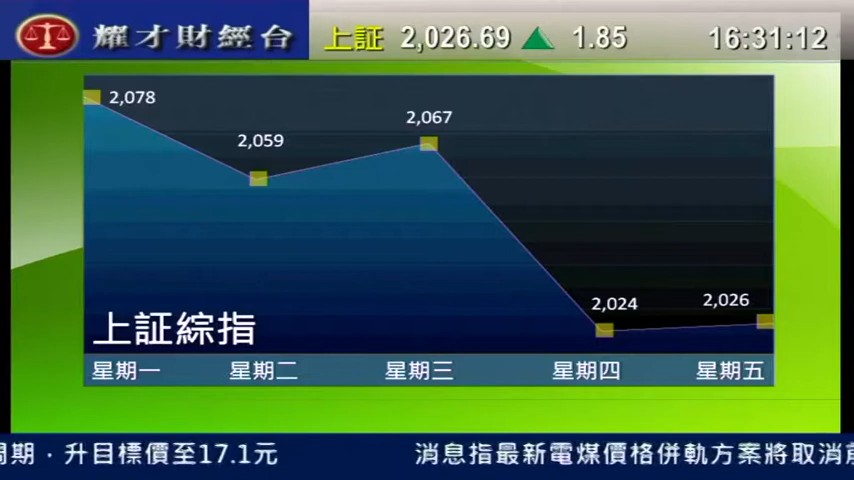 耀才財經台 上証 2,026.69 1.85 16:31:12
2,078
2,059
2,067
2,024
2,026
上証綜指
星期一 星期二 星期三 星期四 星期五
周期，升目標價至17.1元 消息指最新電煤價格併軌方案將取消前